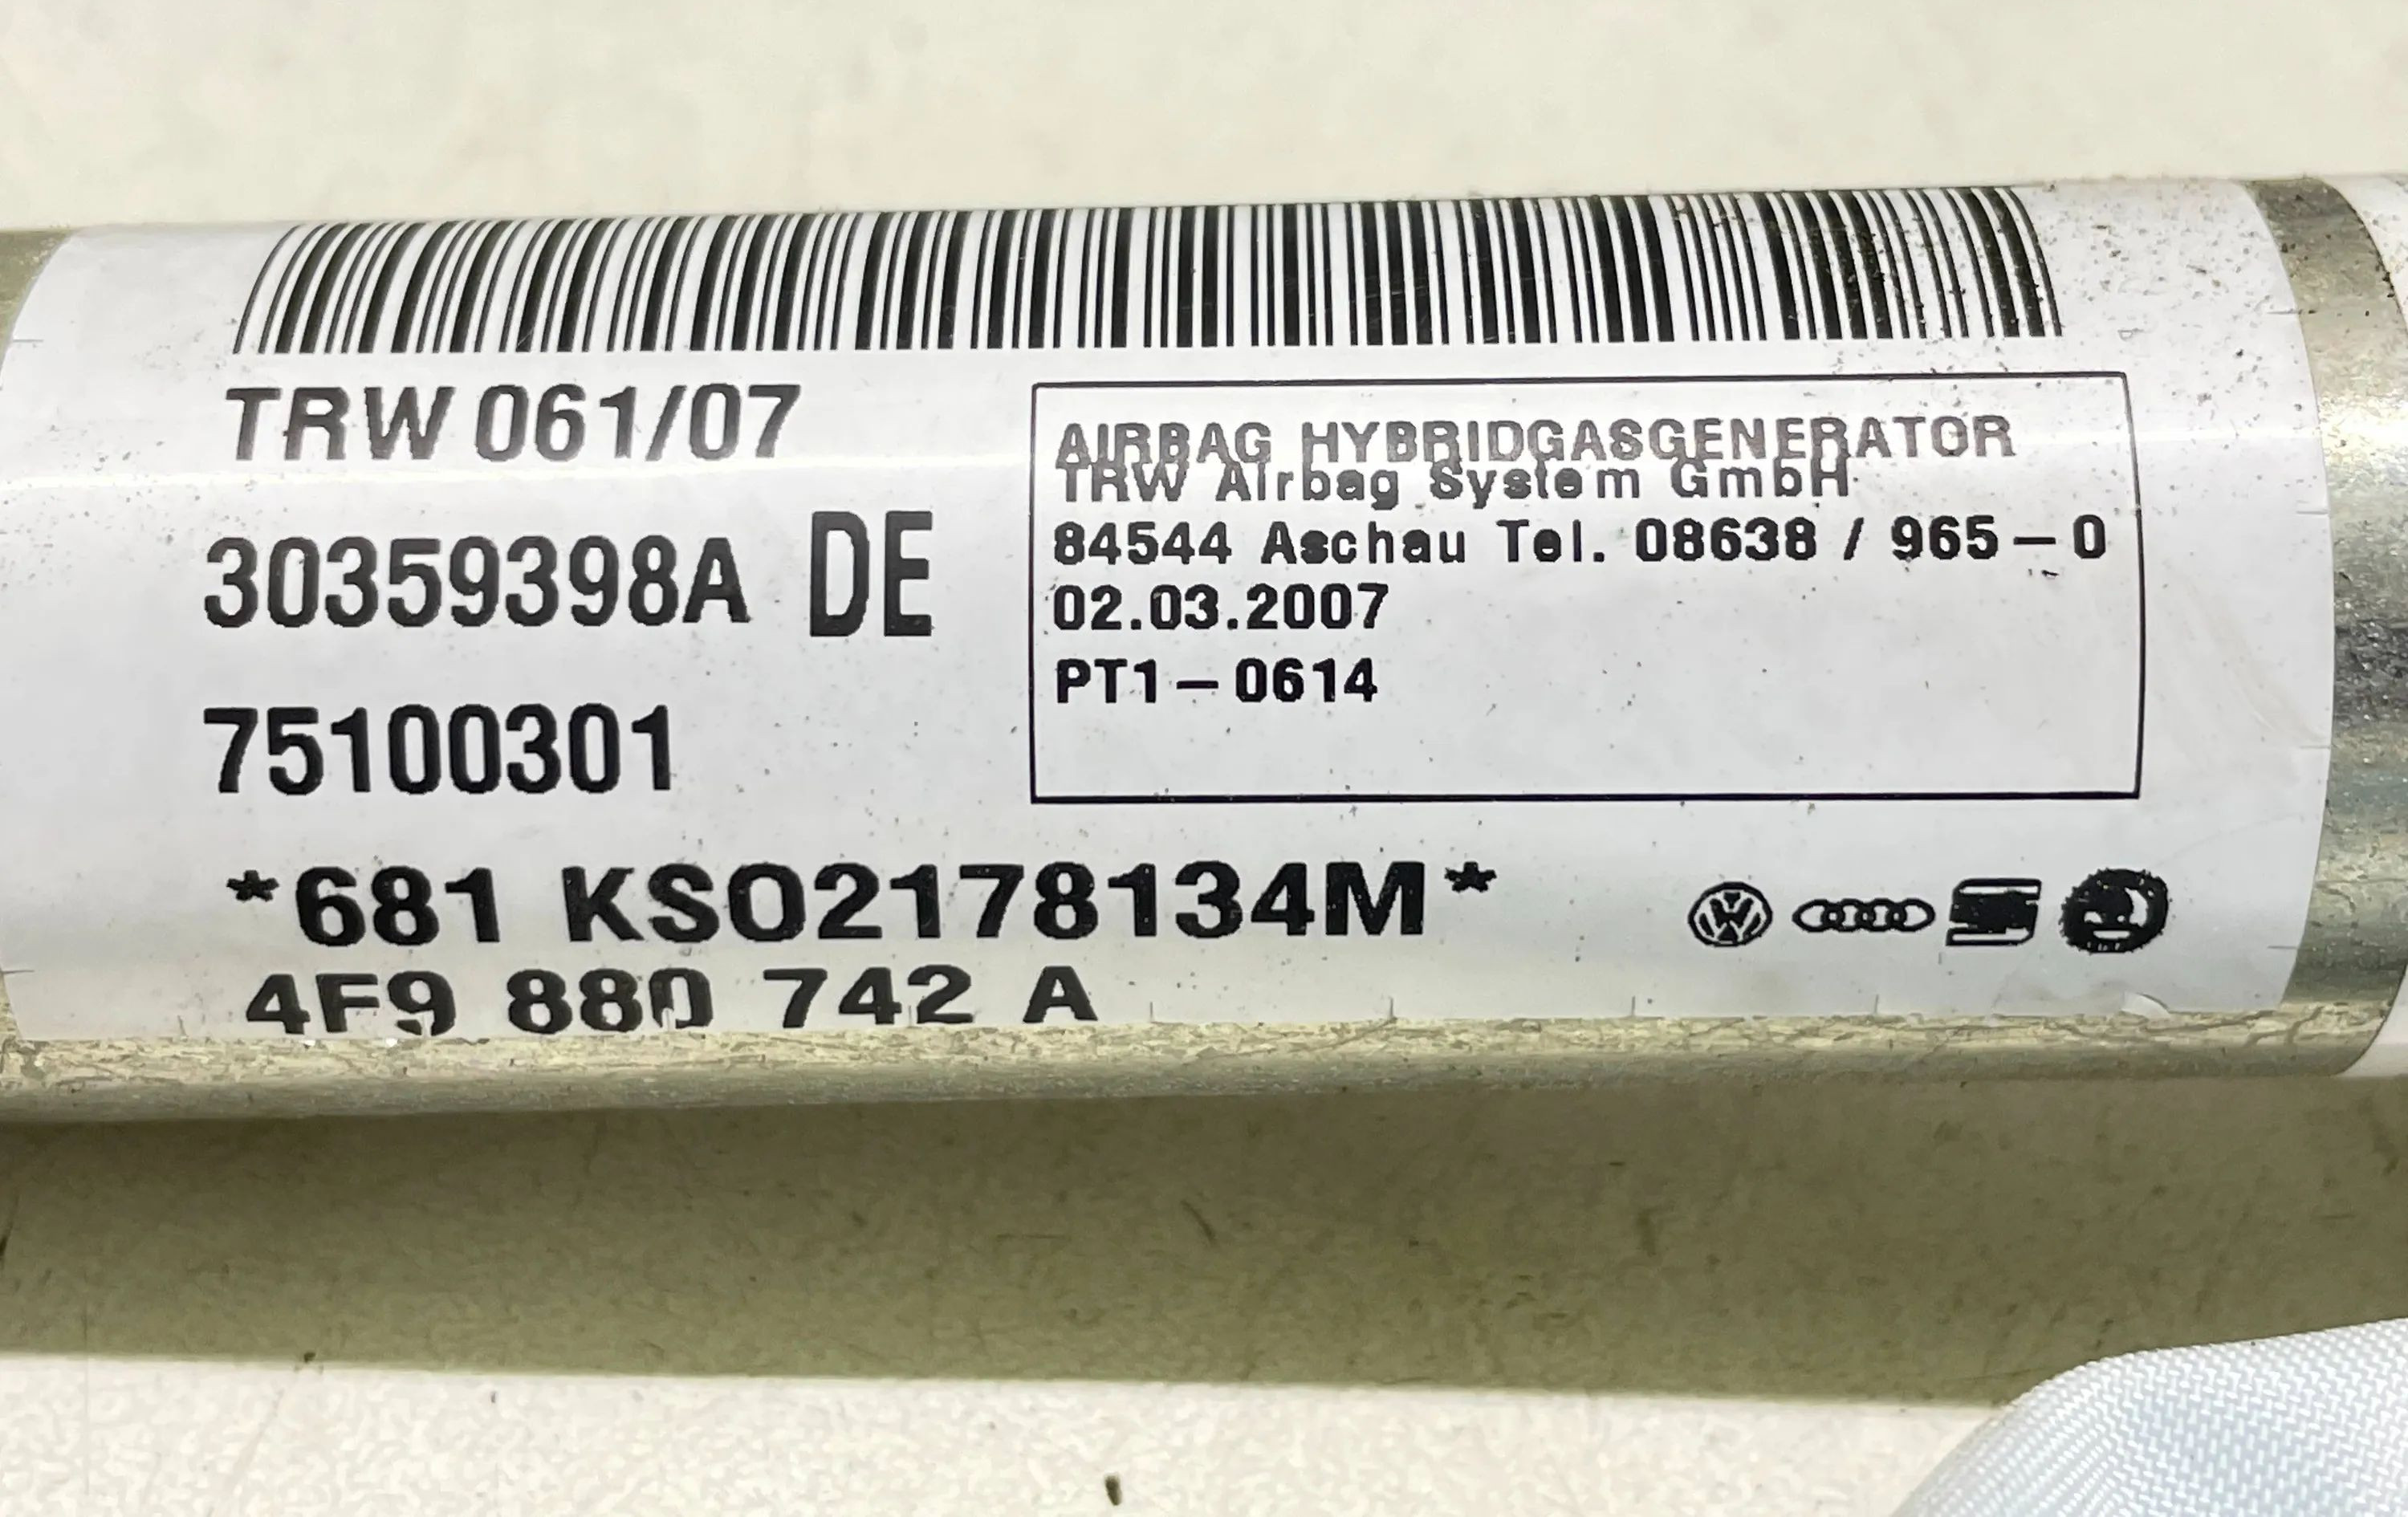 TRW 061/07
30359398A DE
75100301
AIRBAG HYBRIDGASGENERATOR
TRW Airbag System GmbH
84544 Aschau Tel. 08638 / 965-0
02.03.2007
PT1-0614
*681 KSO2178134M*
4F9 880 742 A